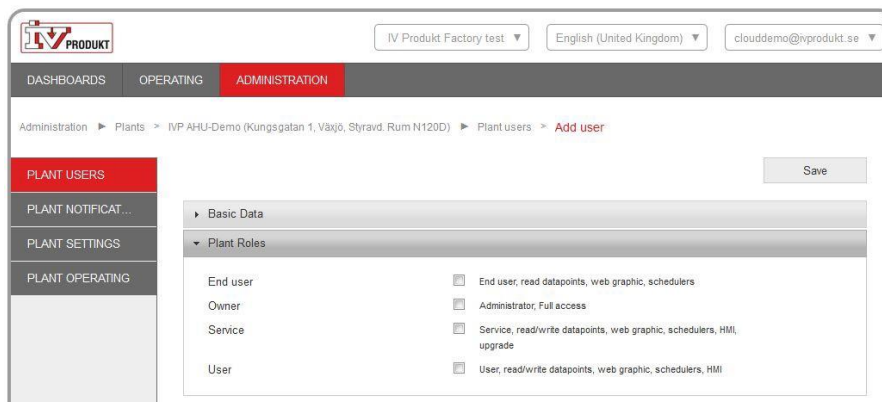 IV PRODUKT
IV Produkt Factory test ▼
English (United Kingdom) ▼
clouddemo@ivprodukt.se ▼
DASHBOARDS OPERATING ADMINISTRATION
Administration ► Plants > IVP AHU-Demo (Kungsgatan 1, Växjö, Styravd. Rum N120D) ► Plant users > Add user
PLANT USERS
PLANT NOTIFICAT...
PLANT SETTINGS
PLANT OPERATING
Save
Basic Data
Plant Roles
End user End user, read datapoints, web graphic, schedulers
Owner Administrator, Full access
Service Service, read/write datapoints, web graphic, schedulers, HMI,
upgrade
User User, read/write datapoints, web graphic, schedulers, HMI